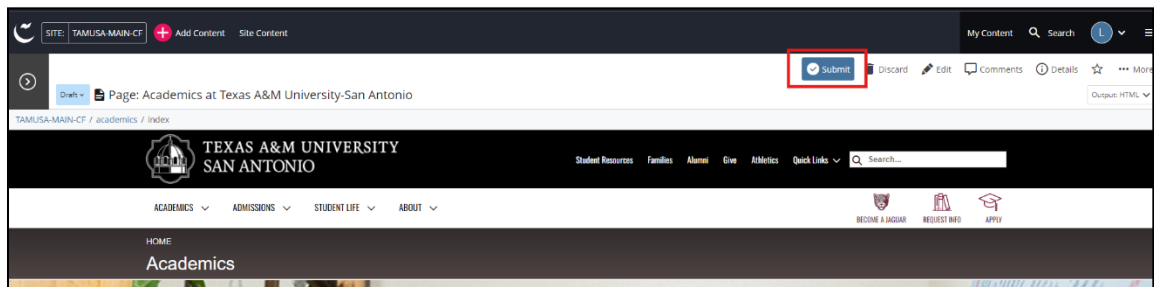 SITE: TAMUSA-MAIN-CF Add Content Site Content My Content Search L
Submit Discard Edit Comments Details More
Draft Page: Academics at Texas A&M University-San Antonio Output: HTML
TAMUSA-MAIN-CF / academics / index
TEXAS A&M UNIVERSITY
SAN ANTONIO
Student Resources Families Alumni Give Athletics Quick Links Search...
ACADEMICS ADMISSIONS STUDENT LIFE ABOUT
BECOME A JAGUAR REQUEST INFO APPLY
HOME
Academics